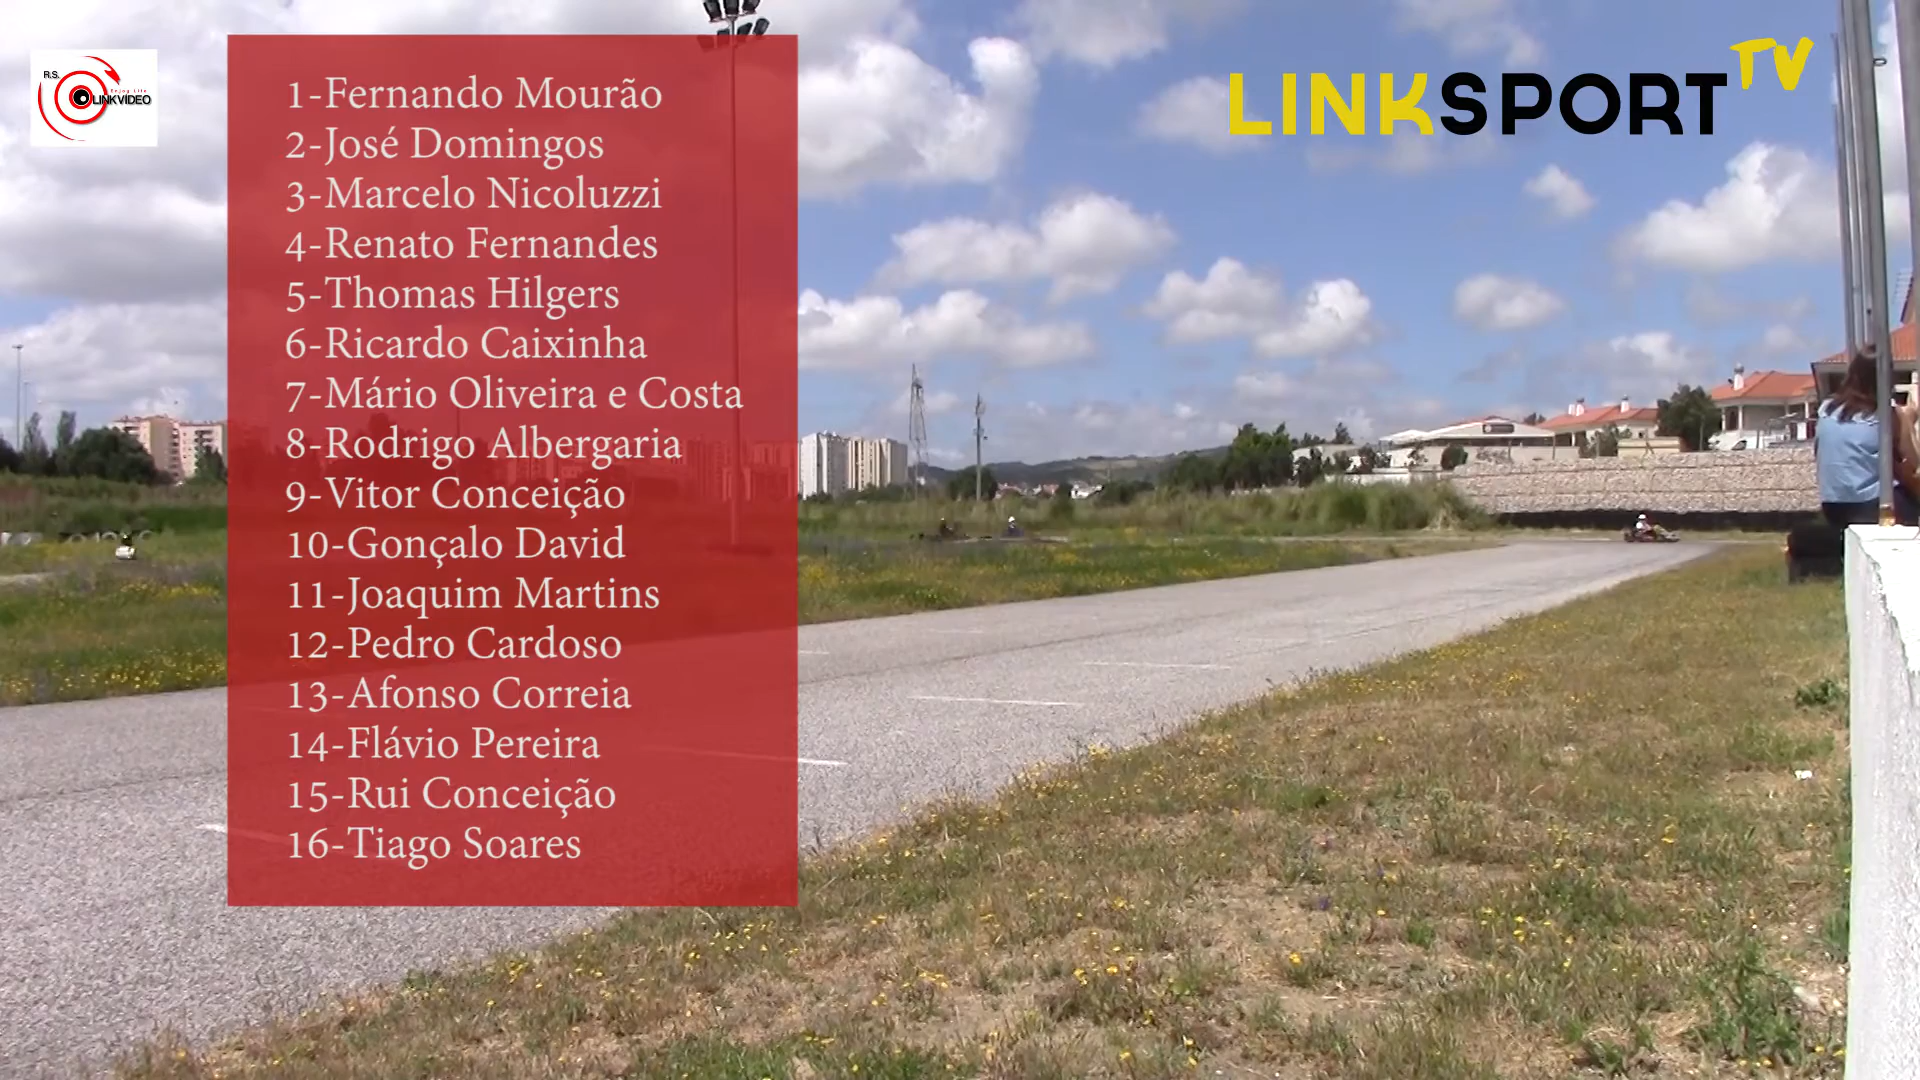 R.S.
Enjoy Life
LINKVIDEO
1-Fernando Mourão
2-José Domingos
3-Marcelo Nicoluzzi
4-Renato Fernandes
5-Thomas Hilgers
6-Ricardo Caixinha
7-Mário Oliveira e Costa
8-Rodrigo Albergaria
9-Vitor Conceição
10-Gonçalo David
11-Joaquim Martins
12-Pedro Cardoso
13-Afonso Correia
14-Flávio Pereira
15-Rui Conceição
16-Tiago Soares
LINKSPORT TV